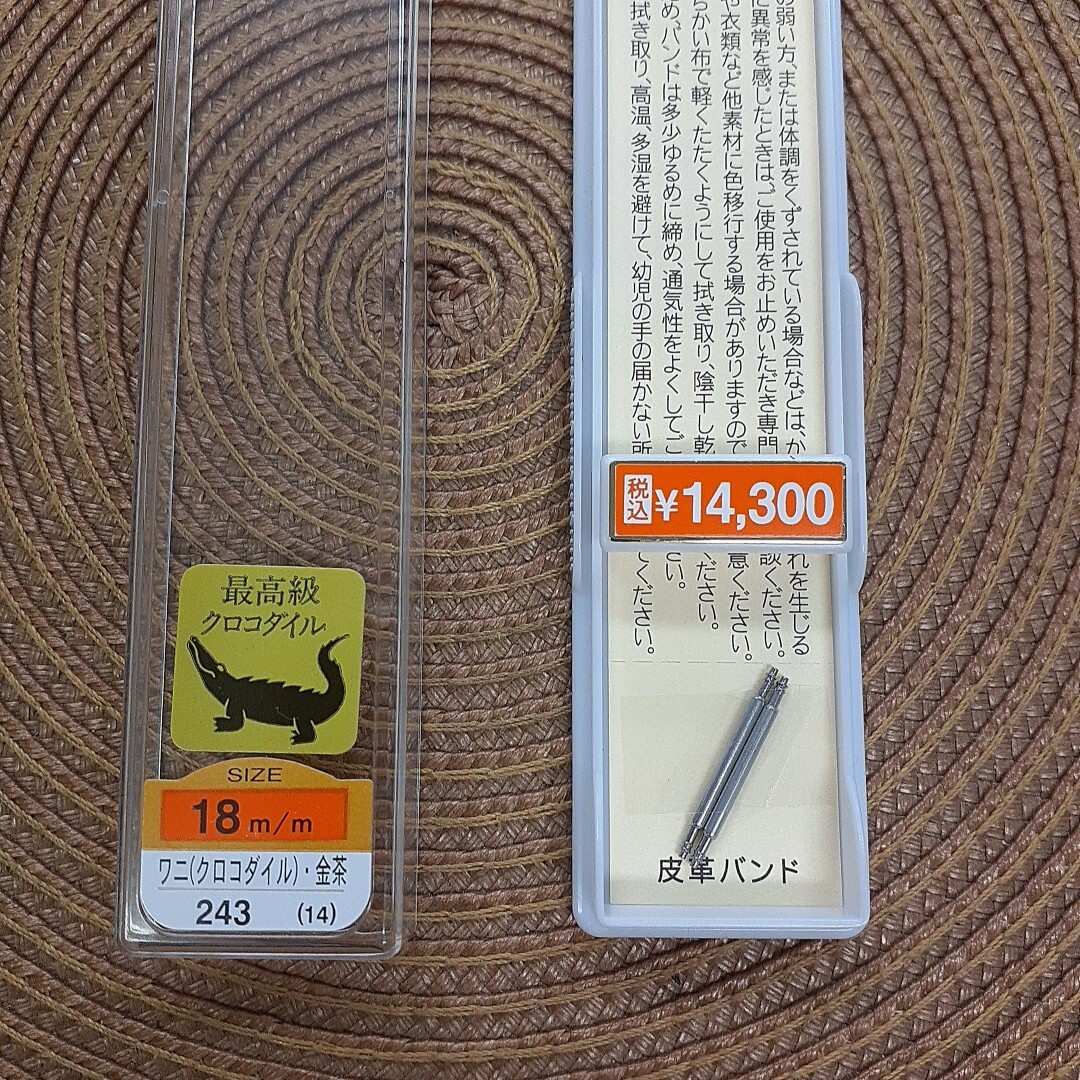 最高級
クロコダイル
SIZE
18 m/m
ワニ(クロコダイル)・金茶
243 (14)
の弱い方、または体調をくずされている場合などは、か
れを生じる
に異常を感じたときは、ご使用をお止めいただき専門
談ください。
や衣類など他素材に色移行する場合がありますので
意ください。
らかい布で軽くたたくようにして拭き取り、陰干し乾
ください。
め、バンドは多少ゆるめに締め、通気性をよくしてご
さい。
拭き取り、高温、多湿を避けて、幼児の手の届かない所
てください。
税込 ¥14,300
皮革バンド